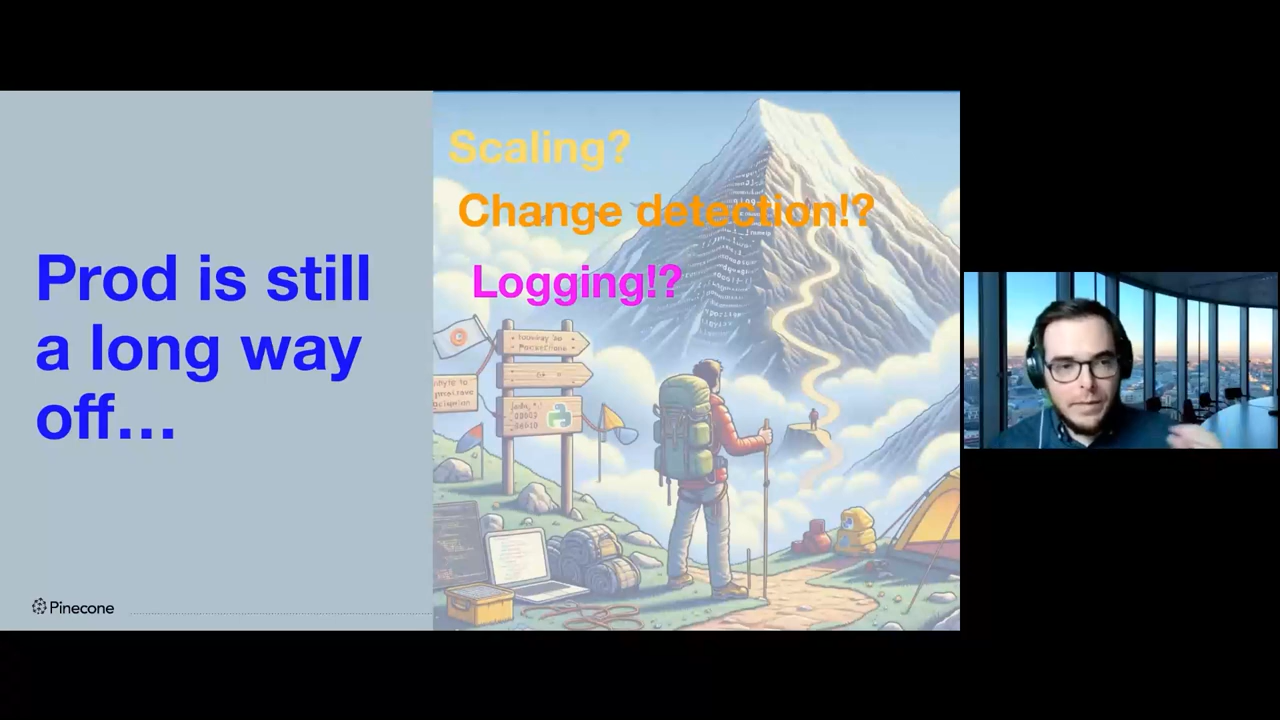 Prod is still
a long way
off...
Scaling?
Change detection!?
Logging!?
Pinecone